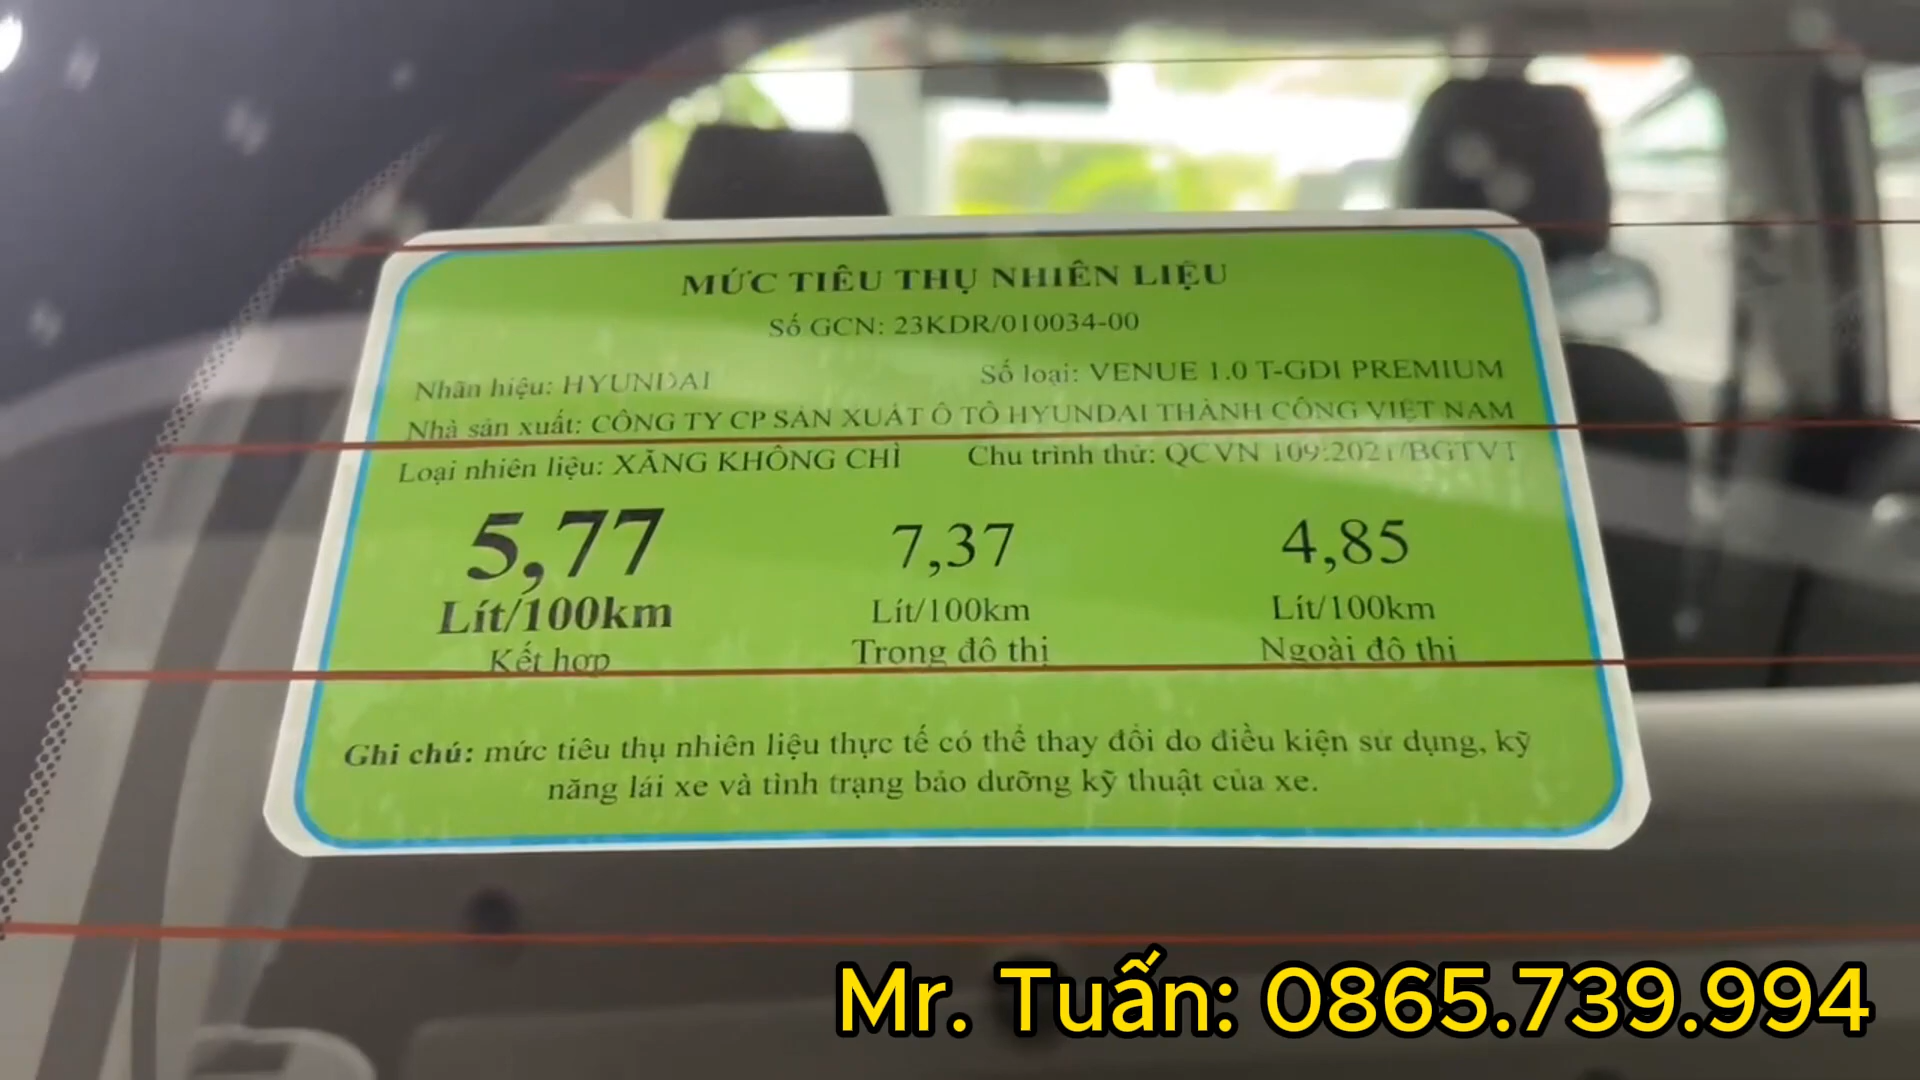 MỨC TIÊU THỤ NHIÊN LIỆU
Số GCN: 23KDR/010034-00
Nhãn hiệu: HYUNDAI Số loại: VENUE 1.0 T-GDI PREMIUM
Nhà sản xuất: CÔNG TY CP SẢN XUẤT Ô TÔ HYUNDAI THÀNH CÔNG VIỆT NAM
Loại nhiên liệu: XĂNG KHÔNG CHÌ Chu trình thử: QCVN 109:2021/BGTVT
5,77 7,37 4,85
Lít/100km Lít/100km Lít/100km
Kết hợp Trong đô thị Ngoài đô thị
Ghi chú: mức tiêu thụ nhiên liệu thực tế có thể thay đổi do điều kiện sử dụng, kỹ
năng lái xe và tình trạng bảo dưỡng kỹ thuật của xe.
Mr. Tuấn: 0865.739.994